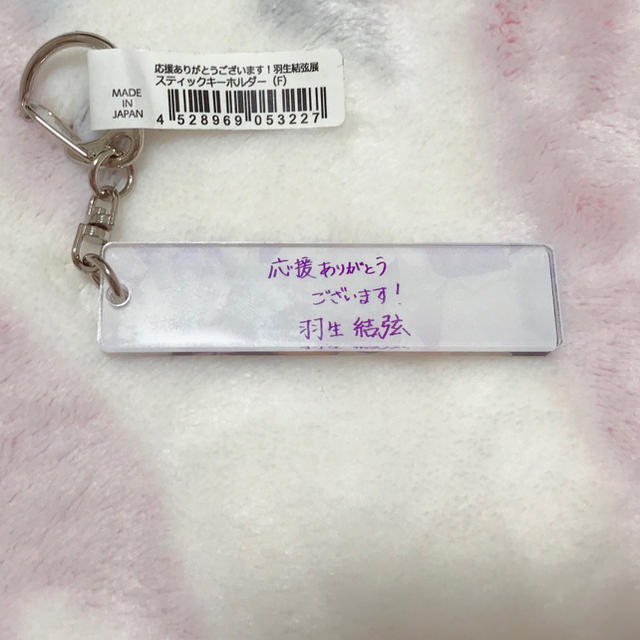 応援ありがとうございます！羽生結弦展
スティックキーホルダー（F）
MADE
IN
JAPAN
4 528969 053227
応援ありがとう
ございます！
羽生 結弦